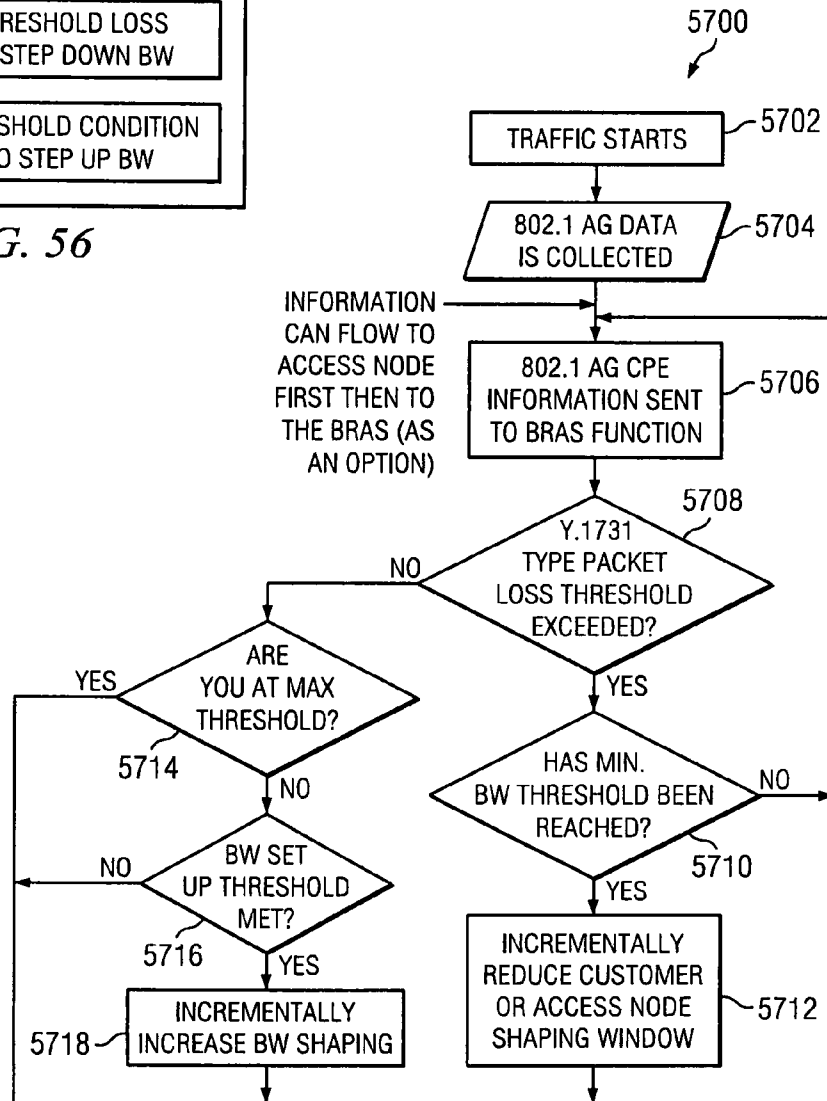 RESHOLD LOSS
STEP DOWN BW
SHOLD CONDITION
O STEP UP BW
G. 56
5700
TRAFFIC STARTS
5702
802.1 AG DATA
IS COLLECTED
5704
INFORMATION
CAN FLOW TO
ACCESS NODE
FIRST THEN TO
THE BRAS (AS
AN OPTION)
802.1 AG CPE
INFORMATION SENT
TO BRAS FUNCTION
5706
5708
Y.1731
TYPE PACKET
LOSS THRESHOLD
EXCEEDED?
NO
YES
ARE
YOU AT MAX
THRESHOLD?
YES
5714
NO
HAS MIN.
BW THRESHOLD BEEN
REACHED?
NO
5710
YES
BW SET
UP THRESHOLD
MET?
NO
5716
YES
INCREMENTALLY
INCREASE BW SHAPING
5718
INCREMENTALLY
REDUCE CUSTOMER
OR ACCESS NODE
SHAPING WINDOW
5712